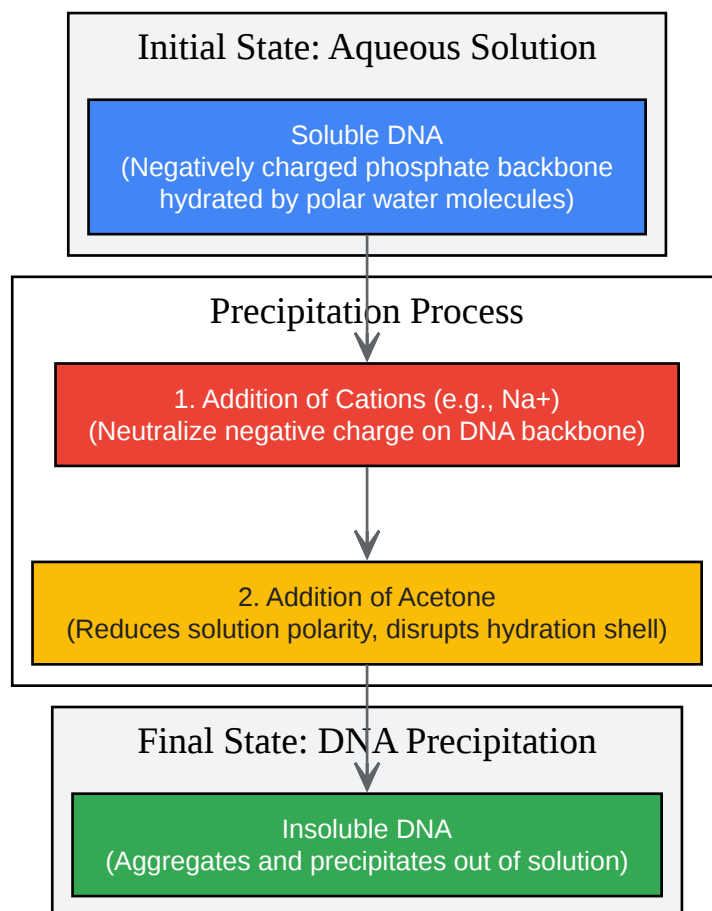 Initial State: Aqueous Solution
Soluble DNA
(Negatively charged phosphate backbone
hydrated by polar water molecules)
Precipitation Process
1. Addition of Cations (e.g., Na+)
(Neutralize negative charge on DNA backbone)
2. Addition of Acetone
(Reduces solution polarity, disrupts hydration shell)
Final State: DNA Precipitation
Insoluble DNA
(Aggregates and precipitates out of solution)